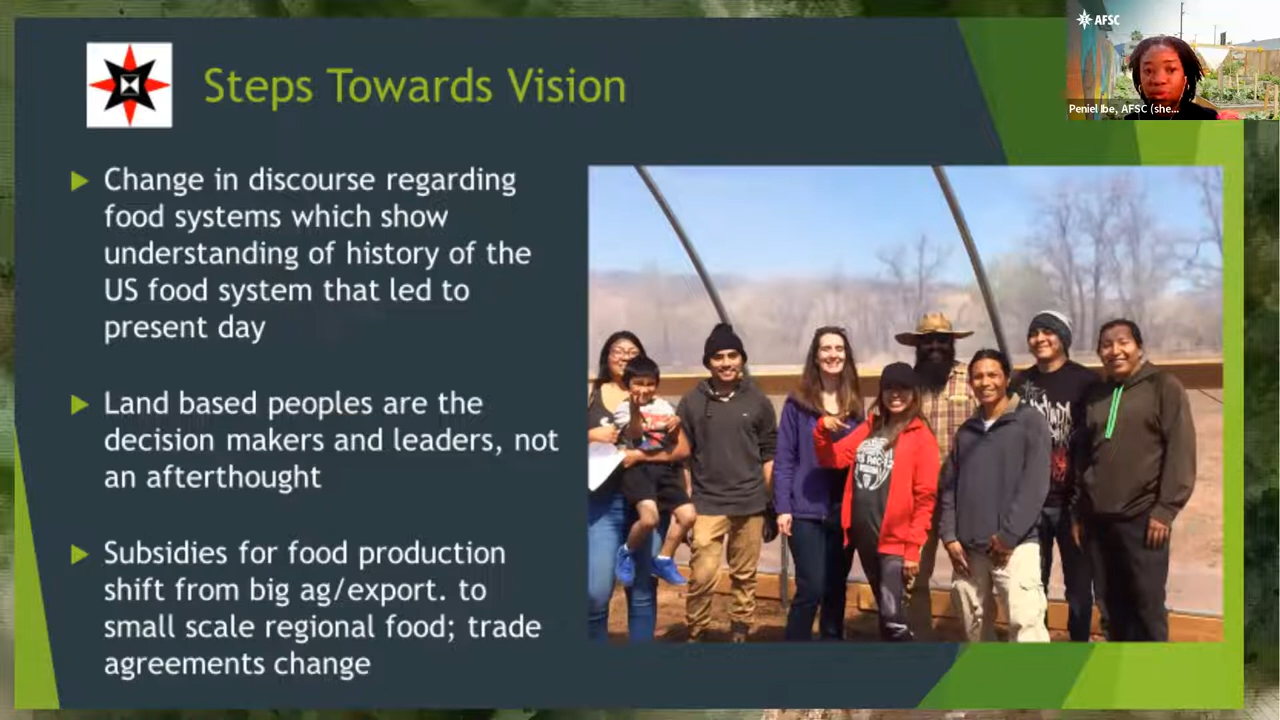 AFSC
Peniel Ibe, AFSC (she...
Steps Towards Vision
Change in discourse regarding
food systems which show
understanding of history of the
US food system that led to
present day
Land based peoples are the
decision makers and leaders, not
an afterthought
Subsidies for food production
shift from big ag/export. to
small scale regional food; trade
agreements change